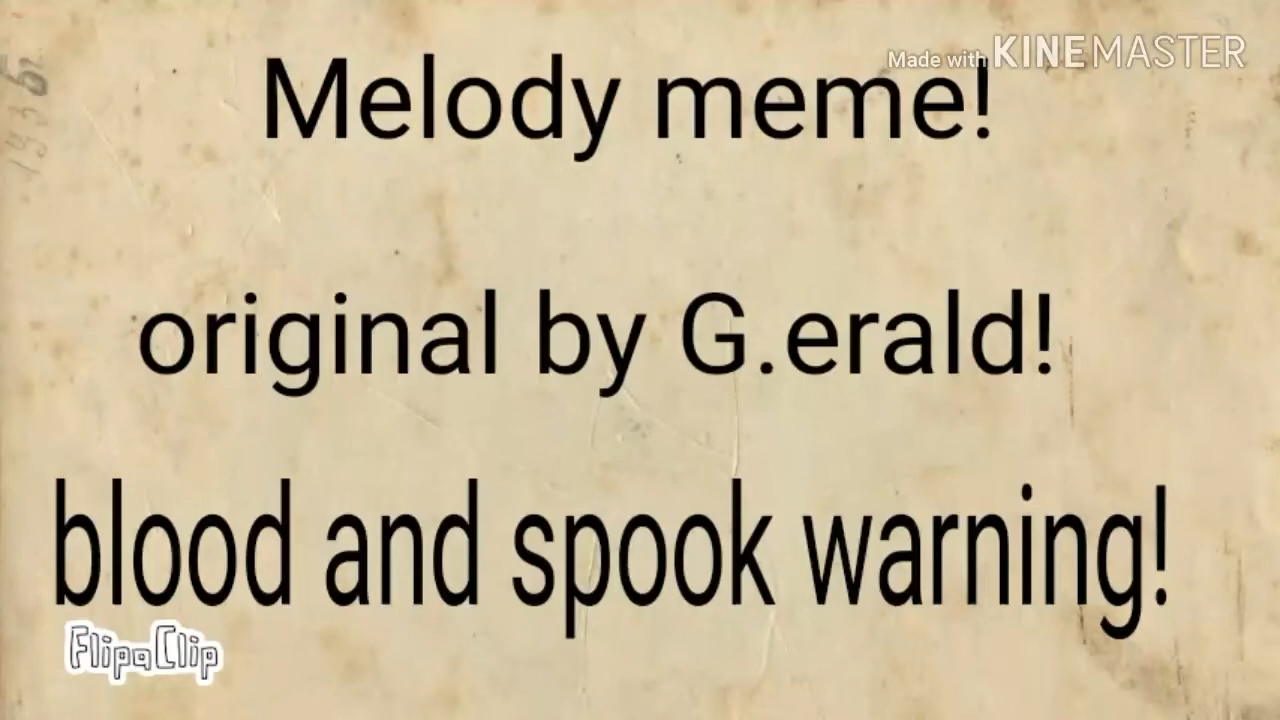 Made with KINEMASTER
Melody meme!
original by G.erald!
blood and spook warning!
FlipaClip